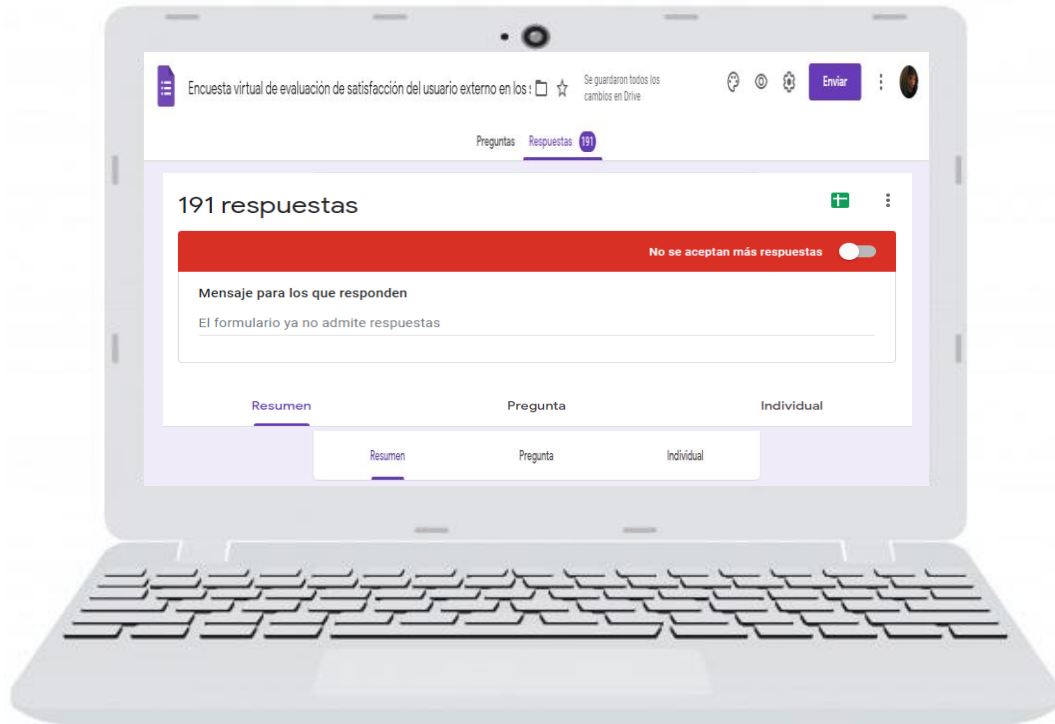 Encuesta virtual de evaluación de satisfacción del usuario externo en los s
Se guardaron todos los
cambios en Drive
Enviar
Preguntas Respuestas 191
191 respuestas
No se aceptan más respuestas
Mensaje para los que responden
El formulario ya no admite respuestas
Resumen Pregunta Individual
Resumen Pregunta Individual